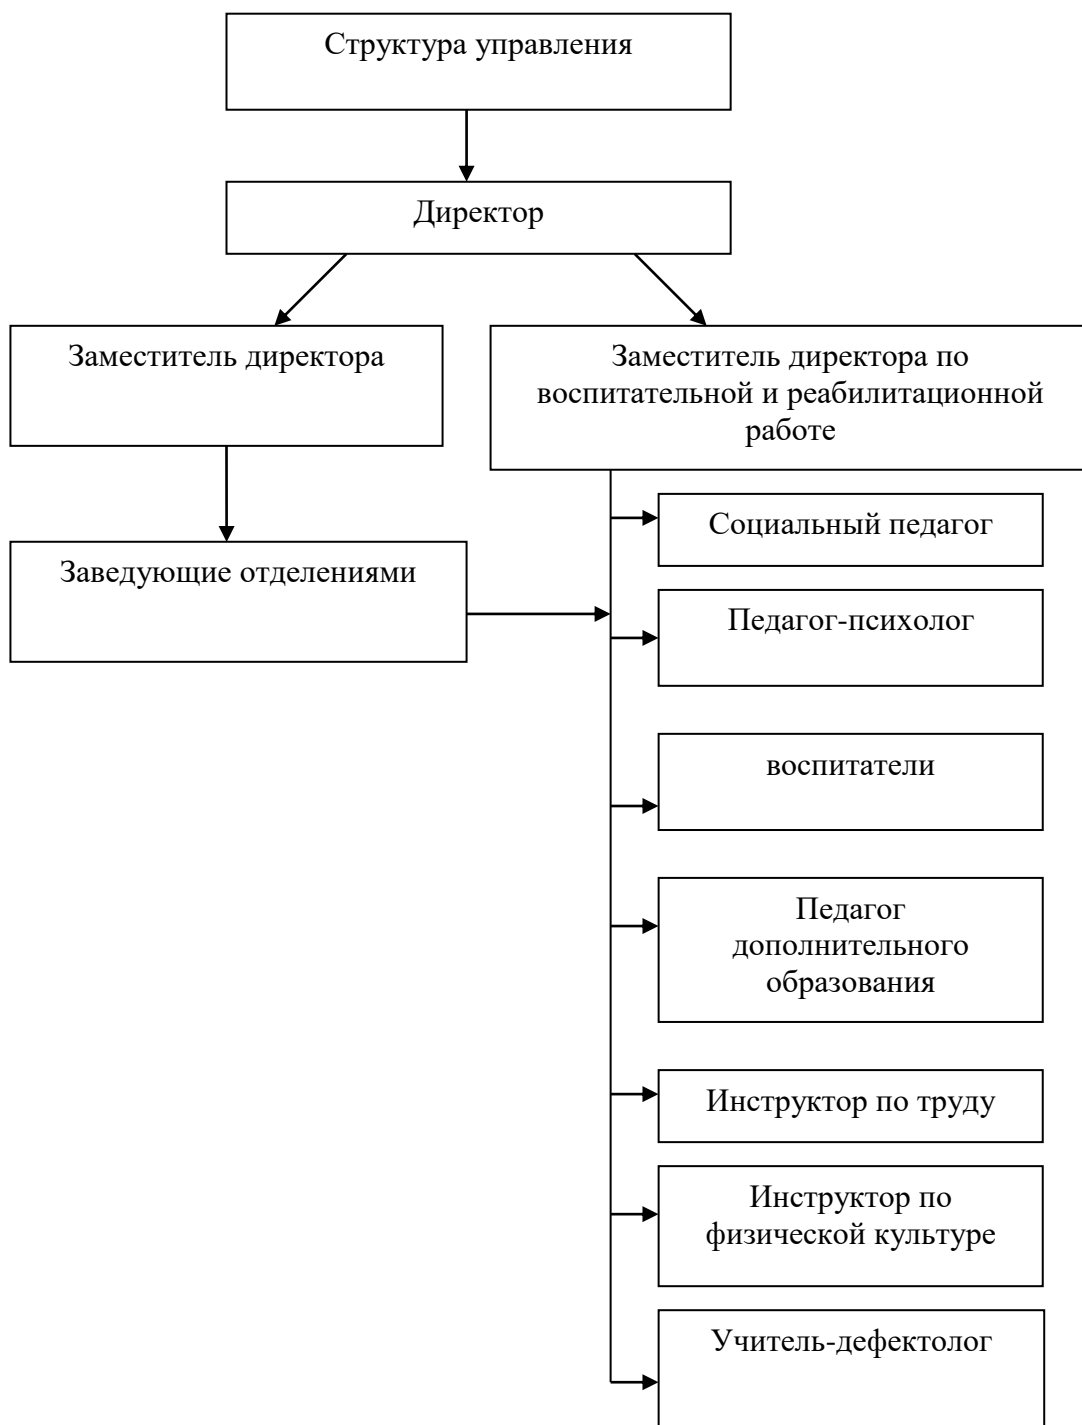 Структура управления
Директор
Заместитель директора
Заместитель директора по
воспитательной и реабилитационной
работе
Социальный педагог
Заведующие отделениями
Педагог-психолог
воспитатели
Педагог
дополнительного
образования
Инструктор по труду
Инструктор по
физической культуре
Учитель-дефектолог